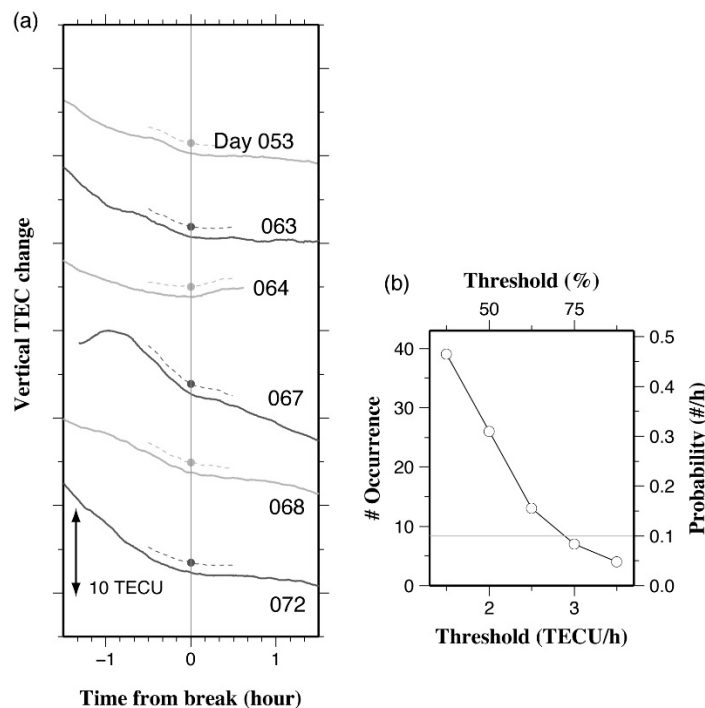 (a)
Vertical TEC change
Day 053
063
064
067
068
072
10 TECU
−1
0
1
Time from break (hour)
(b)
Threshold (%)
50
75
# Occurrence
40
30
20
10
0
Probability (#/h)
0.5
0.4
0.3
0.2
0.1
0.0
2
3
Threshold (TECU/h)